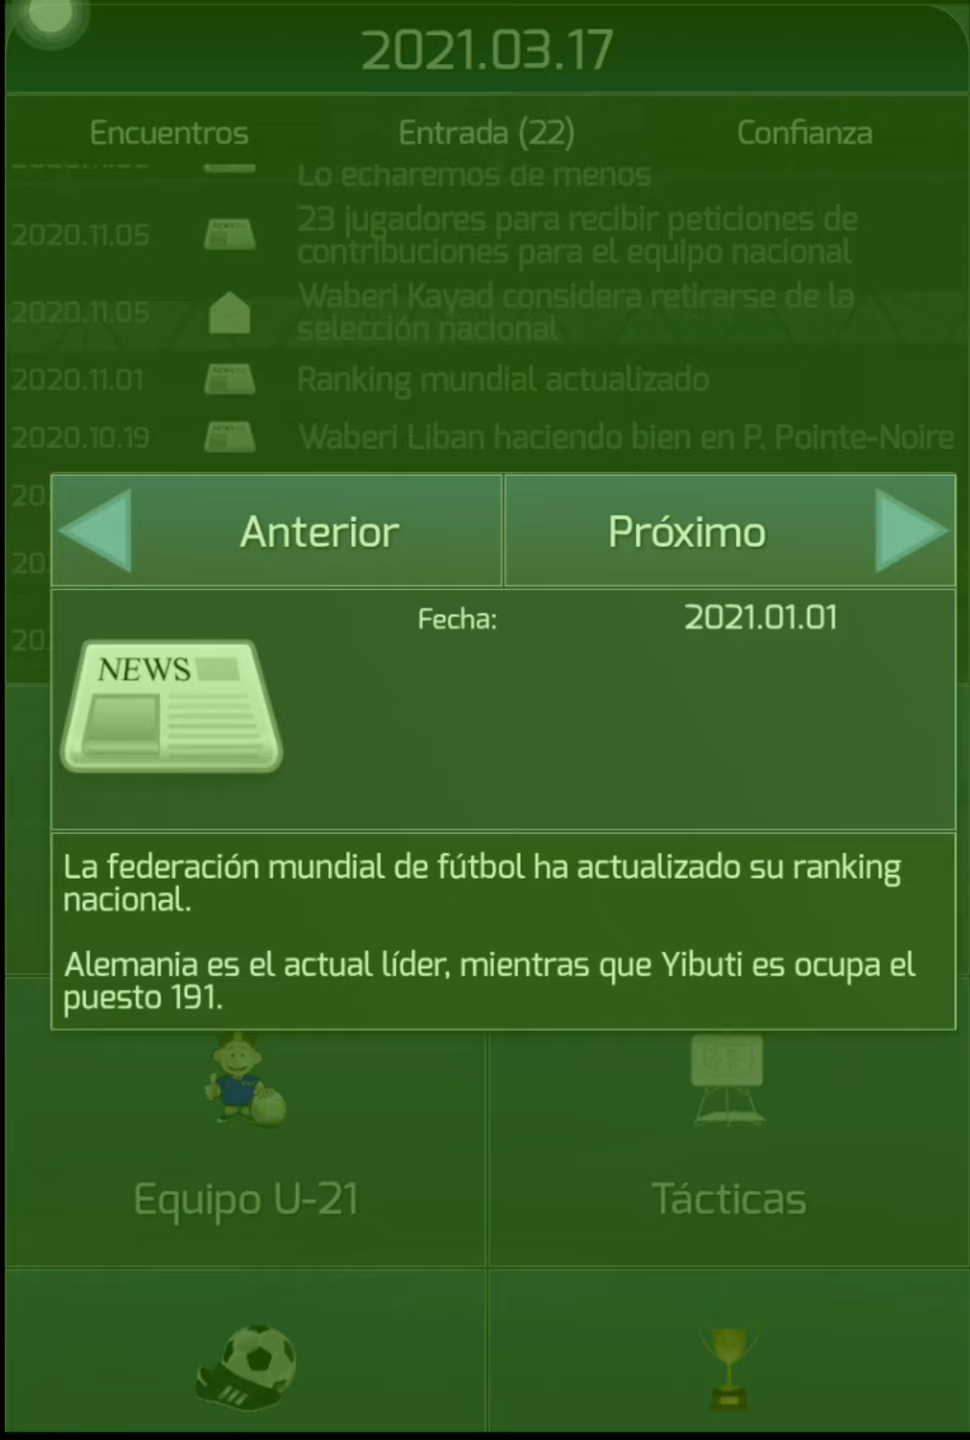 2021.03.17
Encuentros Entrada (22) Confianza
Lo echaremos de menos
2020.11.05 23 jugadores para recibir peticiones de
contribuciones para el equipo nacional
2020.11.05 Waberi Kayad considera retirarse de la
selección nacional
2020.11.01 Ranking mundial actualizado
2020.10.19 Waberi Liban haciendo bien en P. Pointe-Noire
Anterior Próximo
Fecha: 2021.01.01
NEWS
La federación mundial de fútbol ha actualizado su ranking
nacional.
Alemania es el actual líder, mientras que Yibuti es ocupa el
puesto 191.
Equipo U-21 Tácticas